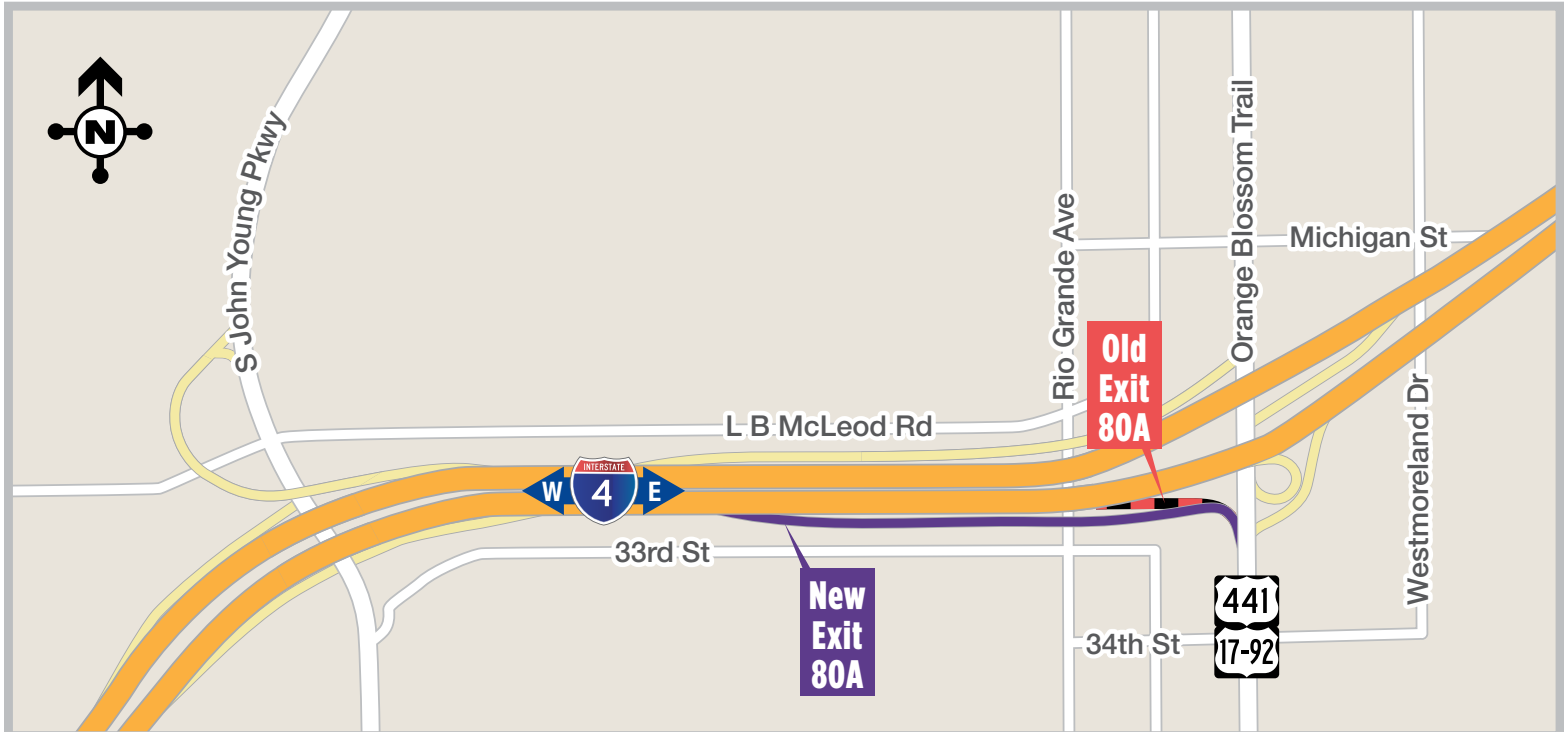 N
S John Young Pkwy
Rio Grande Ave
Orange Blossom Trail
Michigan St
Old
Exit
80A
Westmoreland Dr
L B McLeod Rd
INTERSTATE
W 4 E
33rd St
New
Exit
80A
441
17-92
34th St